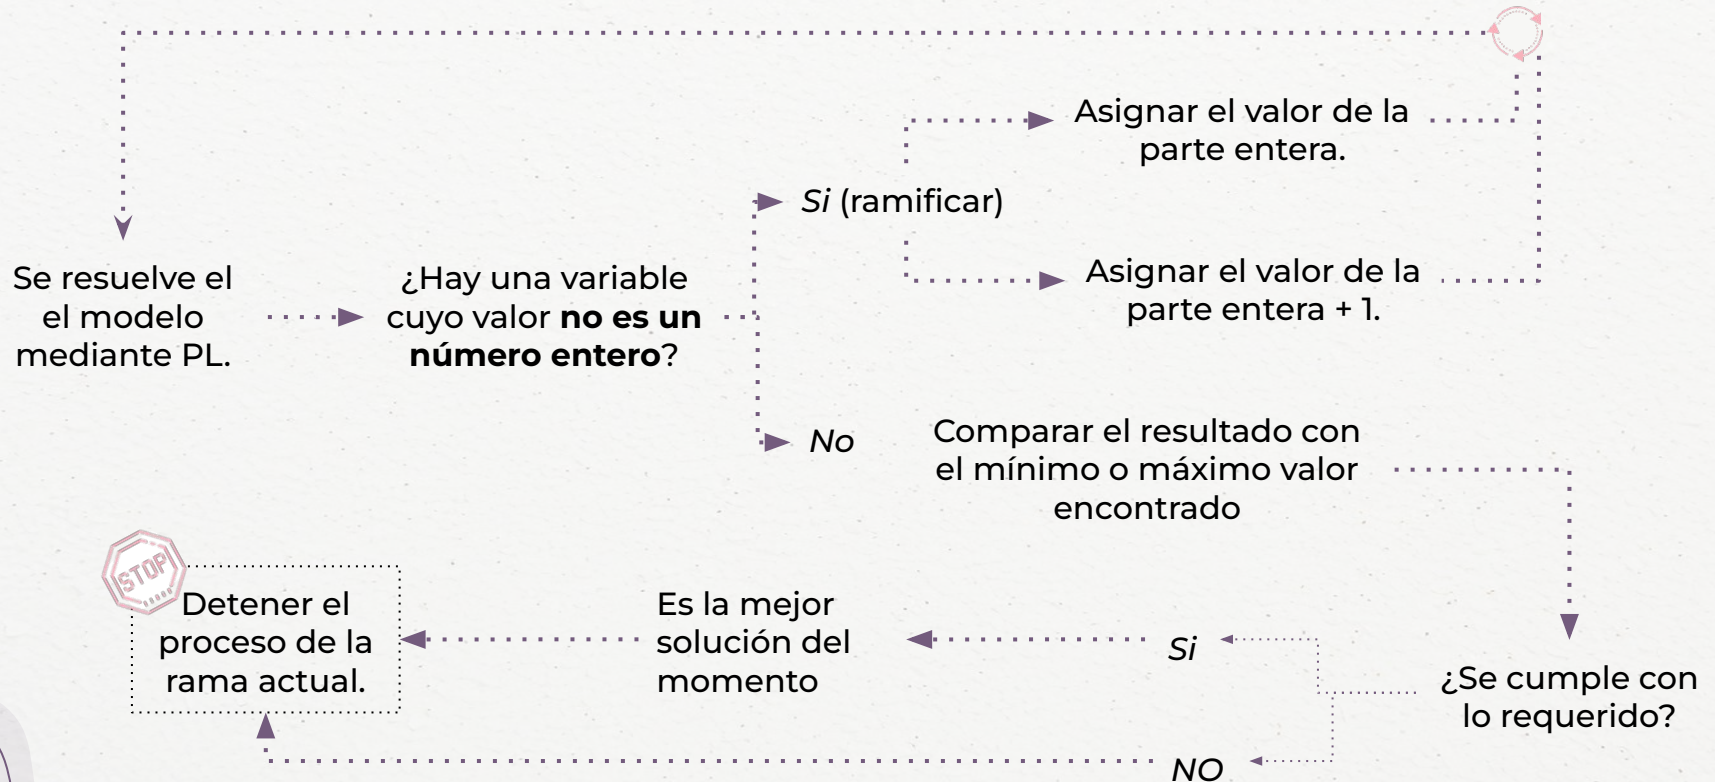 Asignar el valor de la
parte entera.
Si (ramificar)
Se resuelve el
el modelo
mediante PL.
¿Hay una variable
cuyo valor no es un
número entero?
Asignar el valor de la
parte entera + 1.
No
Comparar el resultado con
el mínimo o máximo valor
encontrado
STOP!
Detener el
proceso de la
rama actual.
Es la mejor
solución del
momento
Si
¿Se cumple con
lo requerido?
NO